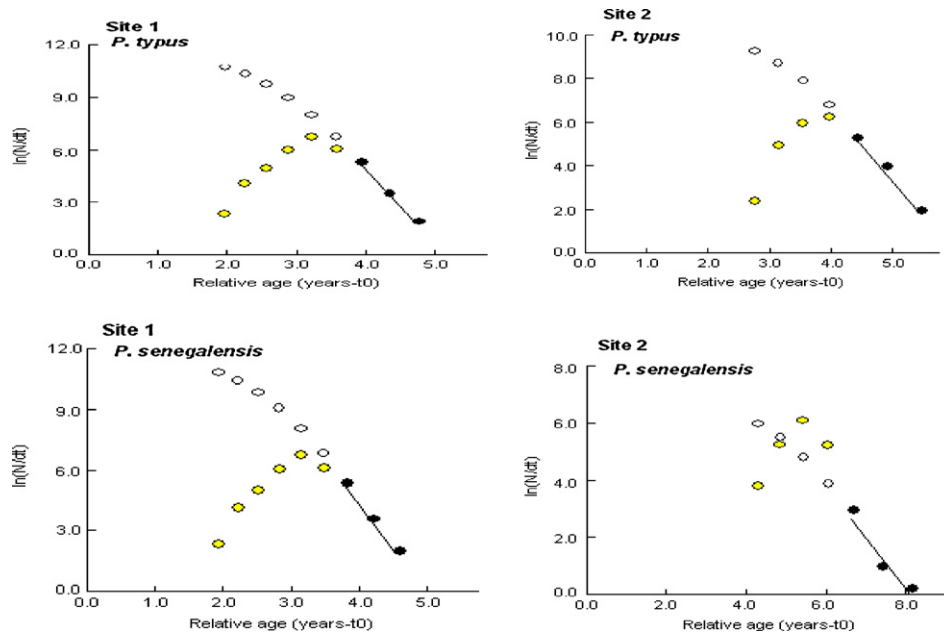 Site 1
P. typus
12.0
9.0
6.0
3.0
0.0
ln(N/dt)
0.0 1.0 2.0 3.0 4.0 5.0
Relative age (years-t0)
Site 2
P. typus
10.0
8.0
6.0
4.0
2.0
0.0
ln(N/dt)
0.0 1.0 2.0 3.0 4.0 5.0
Relative age (years-t0)
Site 1
P. senegalensis
12.0
9.0
6.0
3.0
0.0
ln(N/dt)
0.0 1.0 2.0 3.0 4.0 5.0
Relative age (years-t0)
Site 2
P. senegalensis
8.0
6.0
4.0
2.0
0.0
ln(N/dt)
0.0 2.0 4.0 6.0 8.0
Relative age (years-t0)